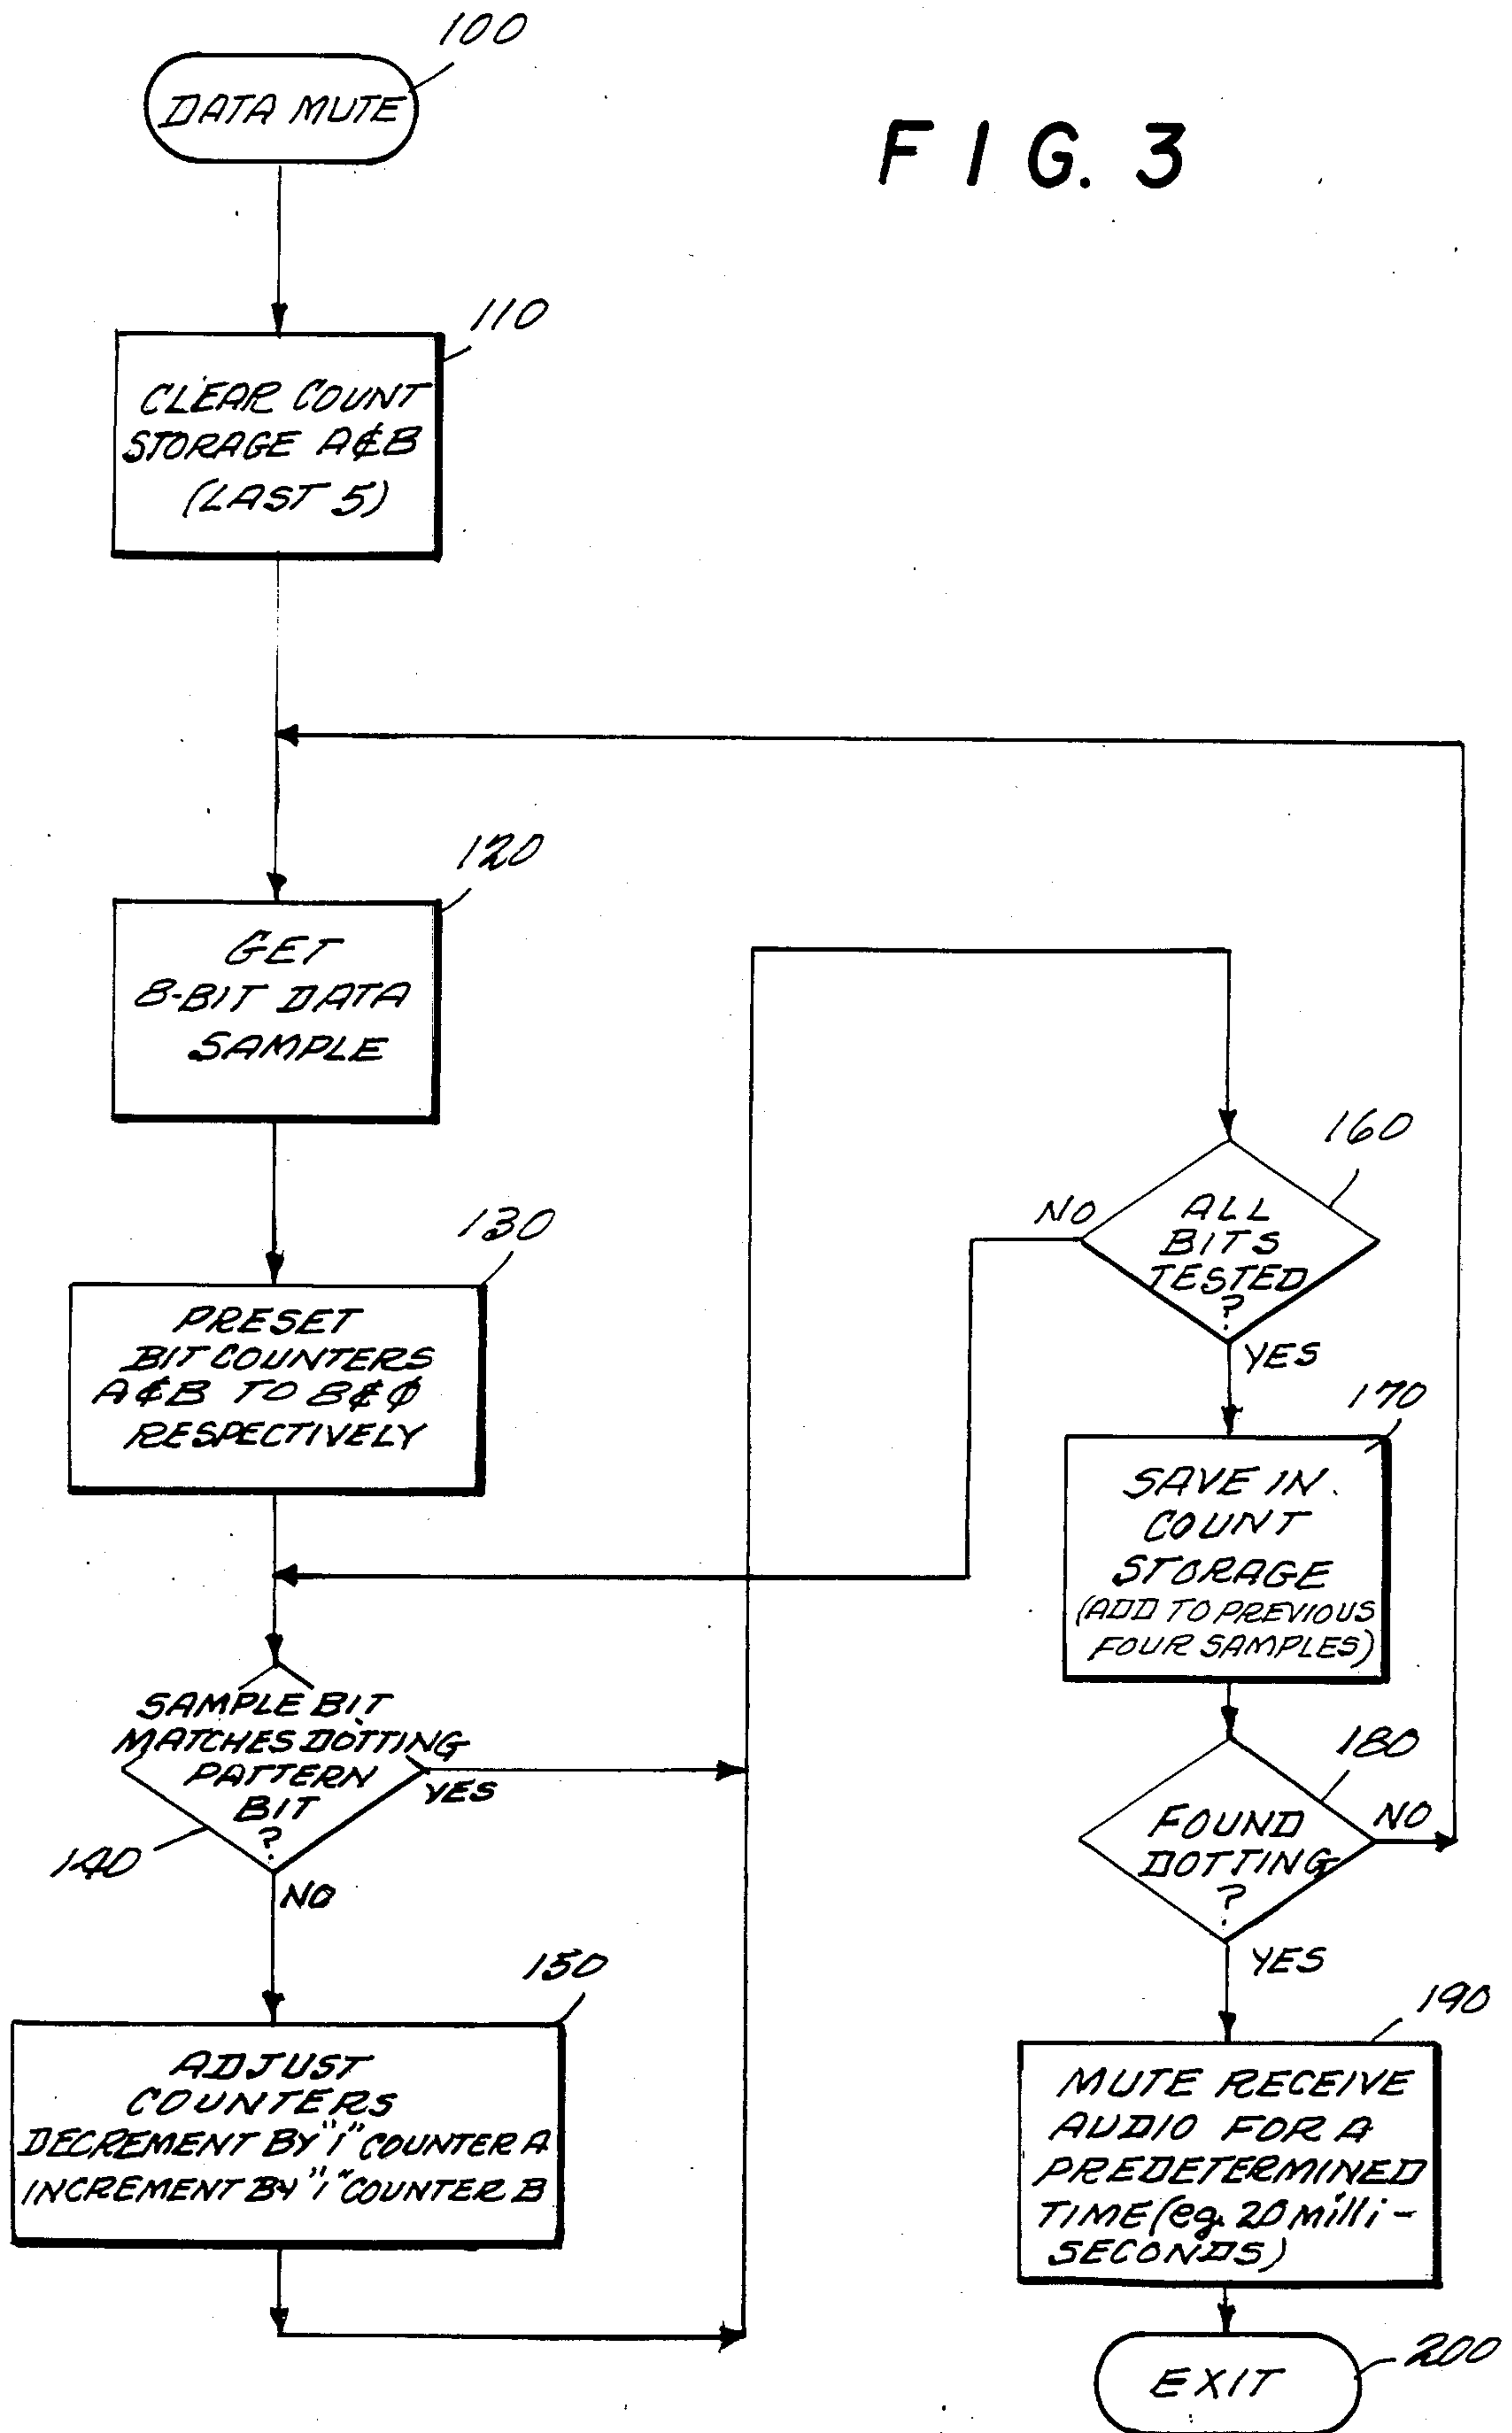 100
DATA MUTE
FIG. 3
110
CLEAR COUNT
STORAGE A&B
(LAST 5)
120
GET
8-BIT DATA
SAMPLE
130
PRESET
BIT COUNTERS
A&B TO 8&Ø
RESPECTIVELY
SAMPLE BIT
MATCHES DOTTING
PATTERN
BIT
?
YES
140
NO
150
ADJUST
COUNTERS
DECREMENT BY "1" COUNTER A
INCREMENT BY "1" COUNTER B
160
NO
ALL
BITS
TESTED
?
YES
170
SAVE IN
COUNT
STORAGE
(ADD TO PREVIOUS
FOUR SAMPLES)
180
FOUND
DOTTING
?
NO
YES
190
MUTE RECEIVE
AUDIO FOR A
PREDETERMINED
TIME (eg. 20 Milli-
SECONDS)
200
EXIT